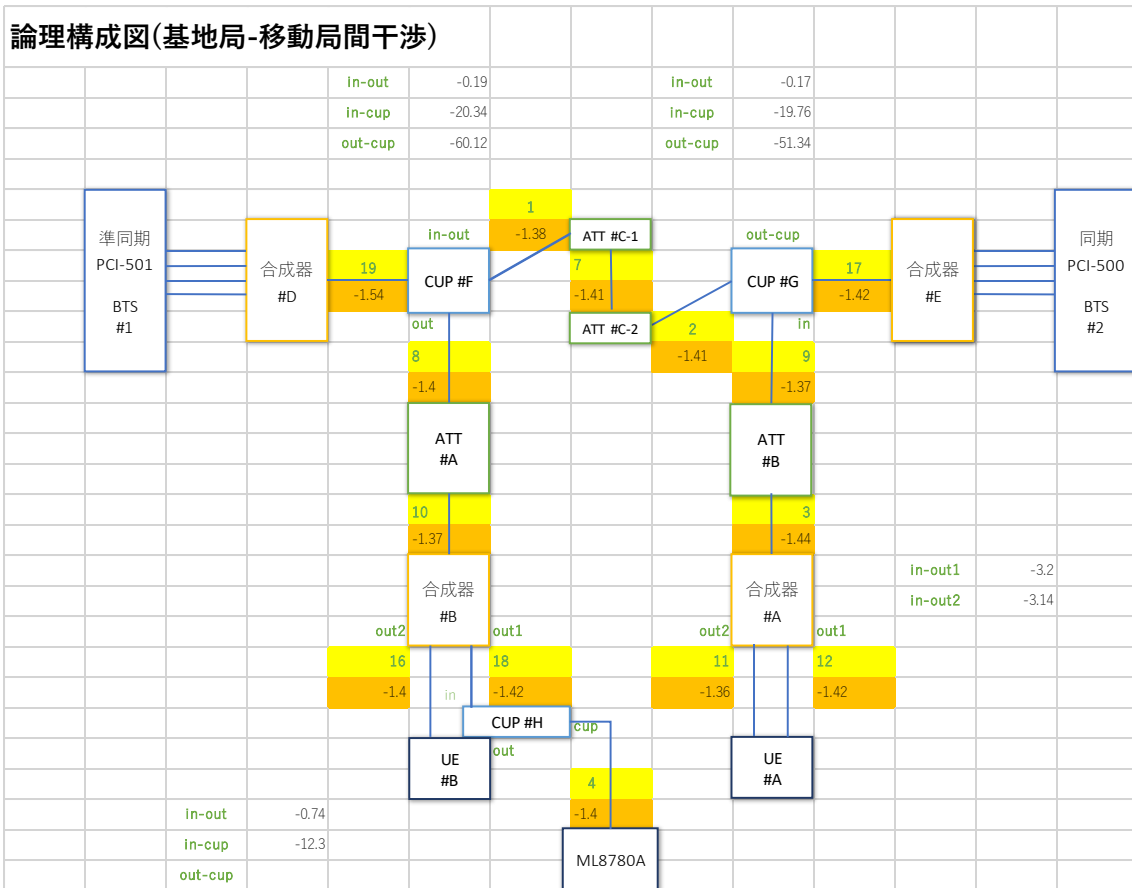 論理構成図(基地局-移動局間干渉)
in-out -0.19 in-out -0.17
in-cup -20.34 in-cup -19.76
out-cup -60.12 out-cup -51.34
1
-1.38
準同期
PCI-501
BTS
#1
合成器
#D
19
-1.54
in-out
CUP #F
out
ATT #C-1
7
-1.41
ATT #C-2
2
-1.41
out-cup
CUP #G
in
17
-1.42
合成器
#E
同期
PCI-500
BTS
#2
8
-1.4
9
-1.37
ATT
#A
ATT
#B
10
-1.37
3
-1.44
合成器
#B
合成器
#A
in-out1 -3.2
in-out2 -3.14
out2 out1 out2 out1
16 18 11 12
-1.4 in -1.42 -1.36 -1.42
CUP #H
cup
out
UE
#B
UE
#A
4
-1.4
ML8780A
in-out -0.74
in-cup -12.3
out-cup